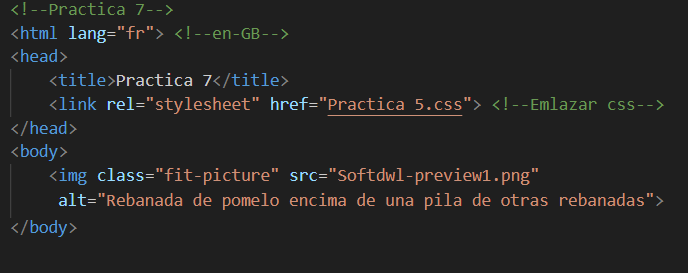 <!--Practica 7-->
<html lang="fr"> <!--en-GB-->
<head>
<title>Practica 7</title>
<link rel="stylesheet" href="Practica 5.css"> <!--Emlazar css-->
</head>
<body>
<img class="fit-picture" src="Softdwl-preview1.png"
alt="Rebanada de pomelo encima de una pila de otras rebanadas">
</body>